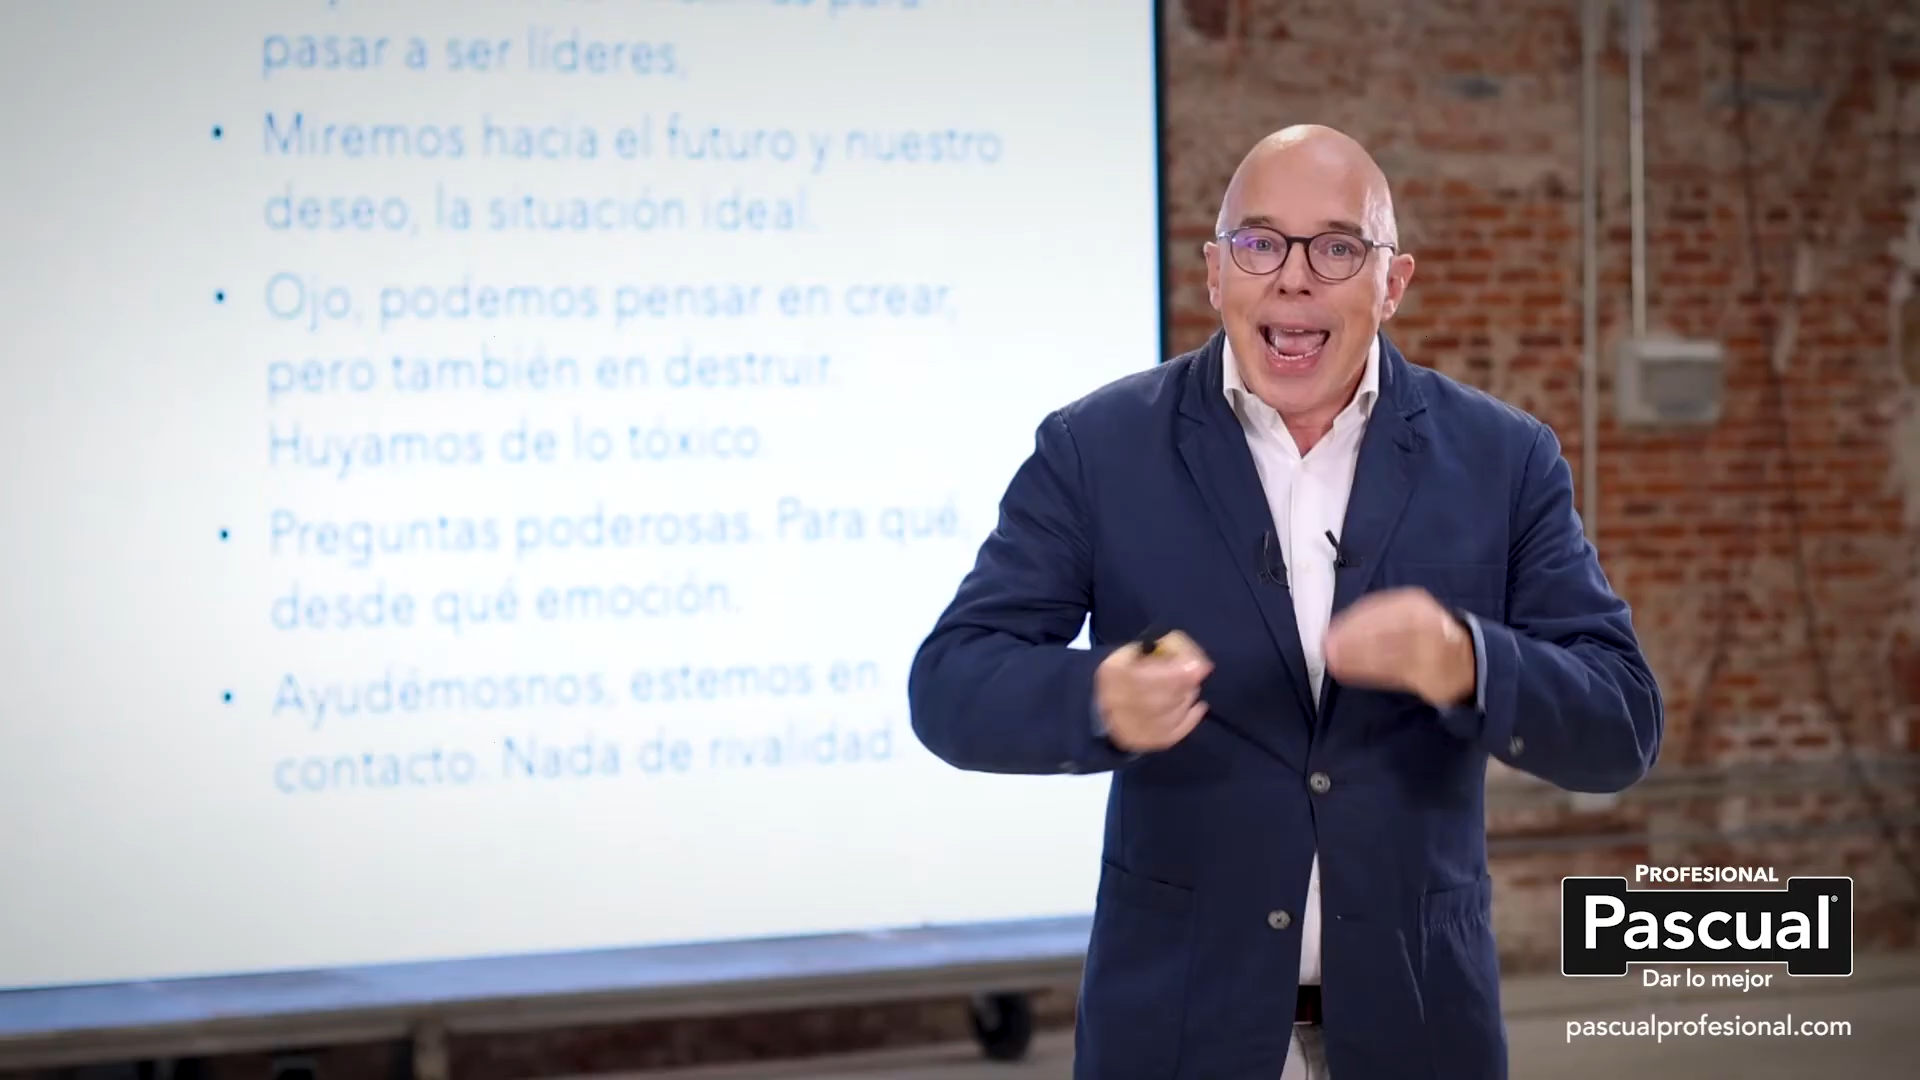 para
pasar a ser líderes,
• Miremos hacia el futuro y nuestro
deseo, la situación ideal.
• Ojo, podemos pensar en crear,
pero también en destruir.
Huyamos de lo tóxico.
• Preguntas poderosas. Para qué,
desde qué emoción.
• Ayudémosnos, estemos en
contacto. Nada de rivalidad.
PROFESIONAL
Pascual®
Dar lo mejor
pascualprofesional.com